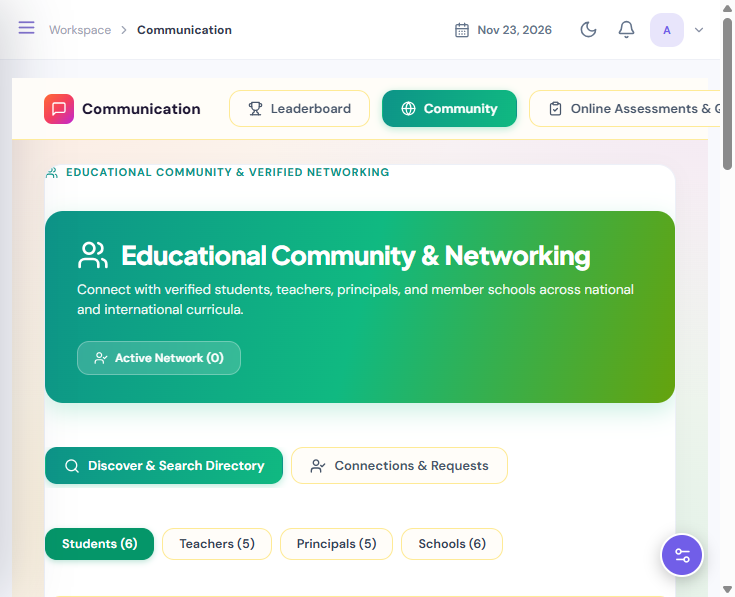 Workspace > Communication
Nov 23, 2026
A
Communication
Leaderboard
Community
Online Assessments &
EDUCATIONAL COMMUNITY & VERIFIED NETWORKING
Educational Community & Networking
Connect with verified students, teachers, principals, and member schools across national
and international curricula.
Active Network (0)
Discover & Search Directory
Connections & Requests
Students (6)
Teachers (5)
Principals (5)
Schools (6)